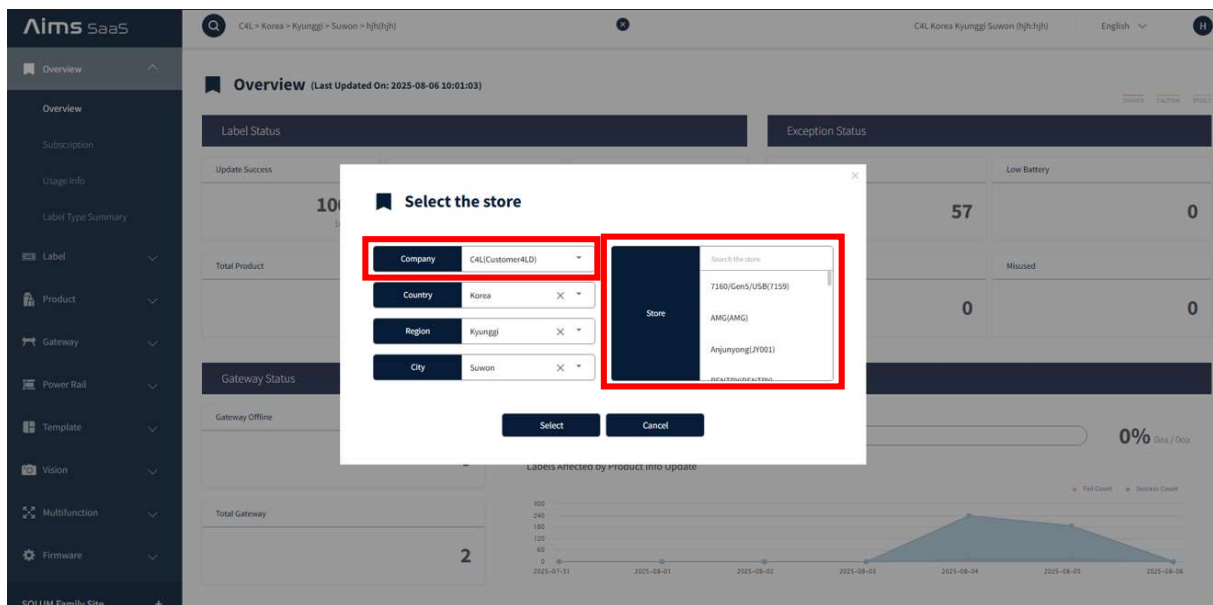 Aims SaaS
C4L > Korea > Kyunggi > Suwon > hjh(hjh)
C4L Korea Kyunggi Suwon (hjh:hjh)
English
H
Overview
Overview
Subscription
Usage Info
Label Type Summary
Label
Product
Gateway
Power Rail
Template
Vision
Multifunction
Firmware
SOLUM Family Site +
Overview (Last Updated On: 2025-08-06 10:01:03)
Label Status
Exception Status
Update Success
Low Battery
57
0
Total Product
Misused
0
0
Select the store
Company C4L(Customer4LD)
Country Korea
Region Kyunggi
City Suwon
Store
Search the store
7160/Gen5/USB(7159)
AMG(AMG)
Anjunyong(JY001)
Select
Cancel
Gateway Status
Gateway Offline
0% 0ea / 0ea
Labels Affected by Product Info Update
Fail Count Success Count
Total Gateway
2
300
240
180
120
60
0
2025-07-31 2025-08-01 2025-08-02 2025-08-03 2025-08-04 2025-08-05 2025-08-06